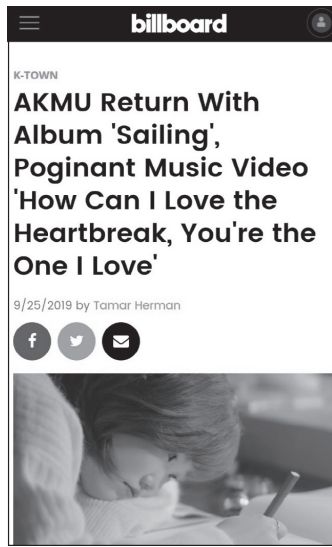 billboard
K-TOWN
AKMU Return With
Album 'Sailing',
Poginant Music Video
'How Can I Love the
Heartbreak, You're the
One I Love'
9/25/2019 by Tamar Herman